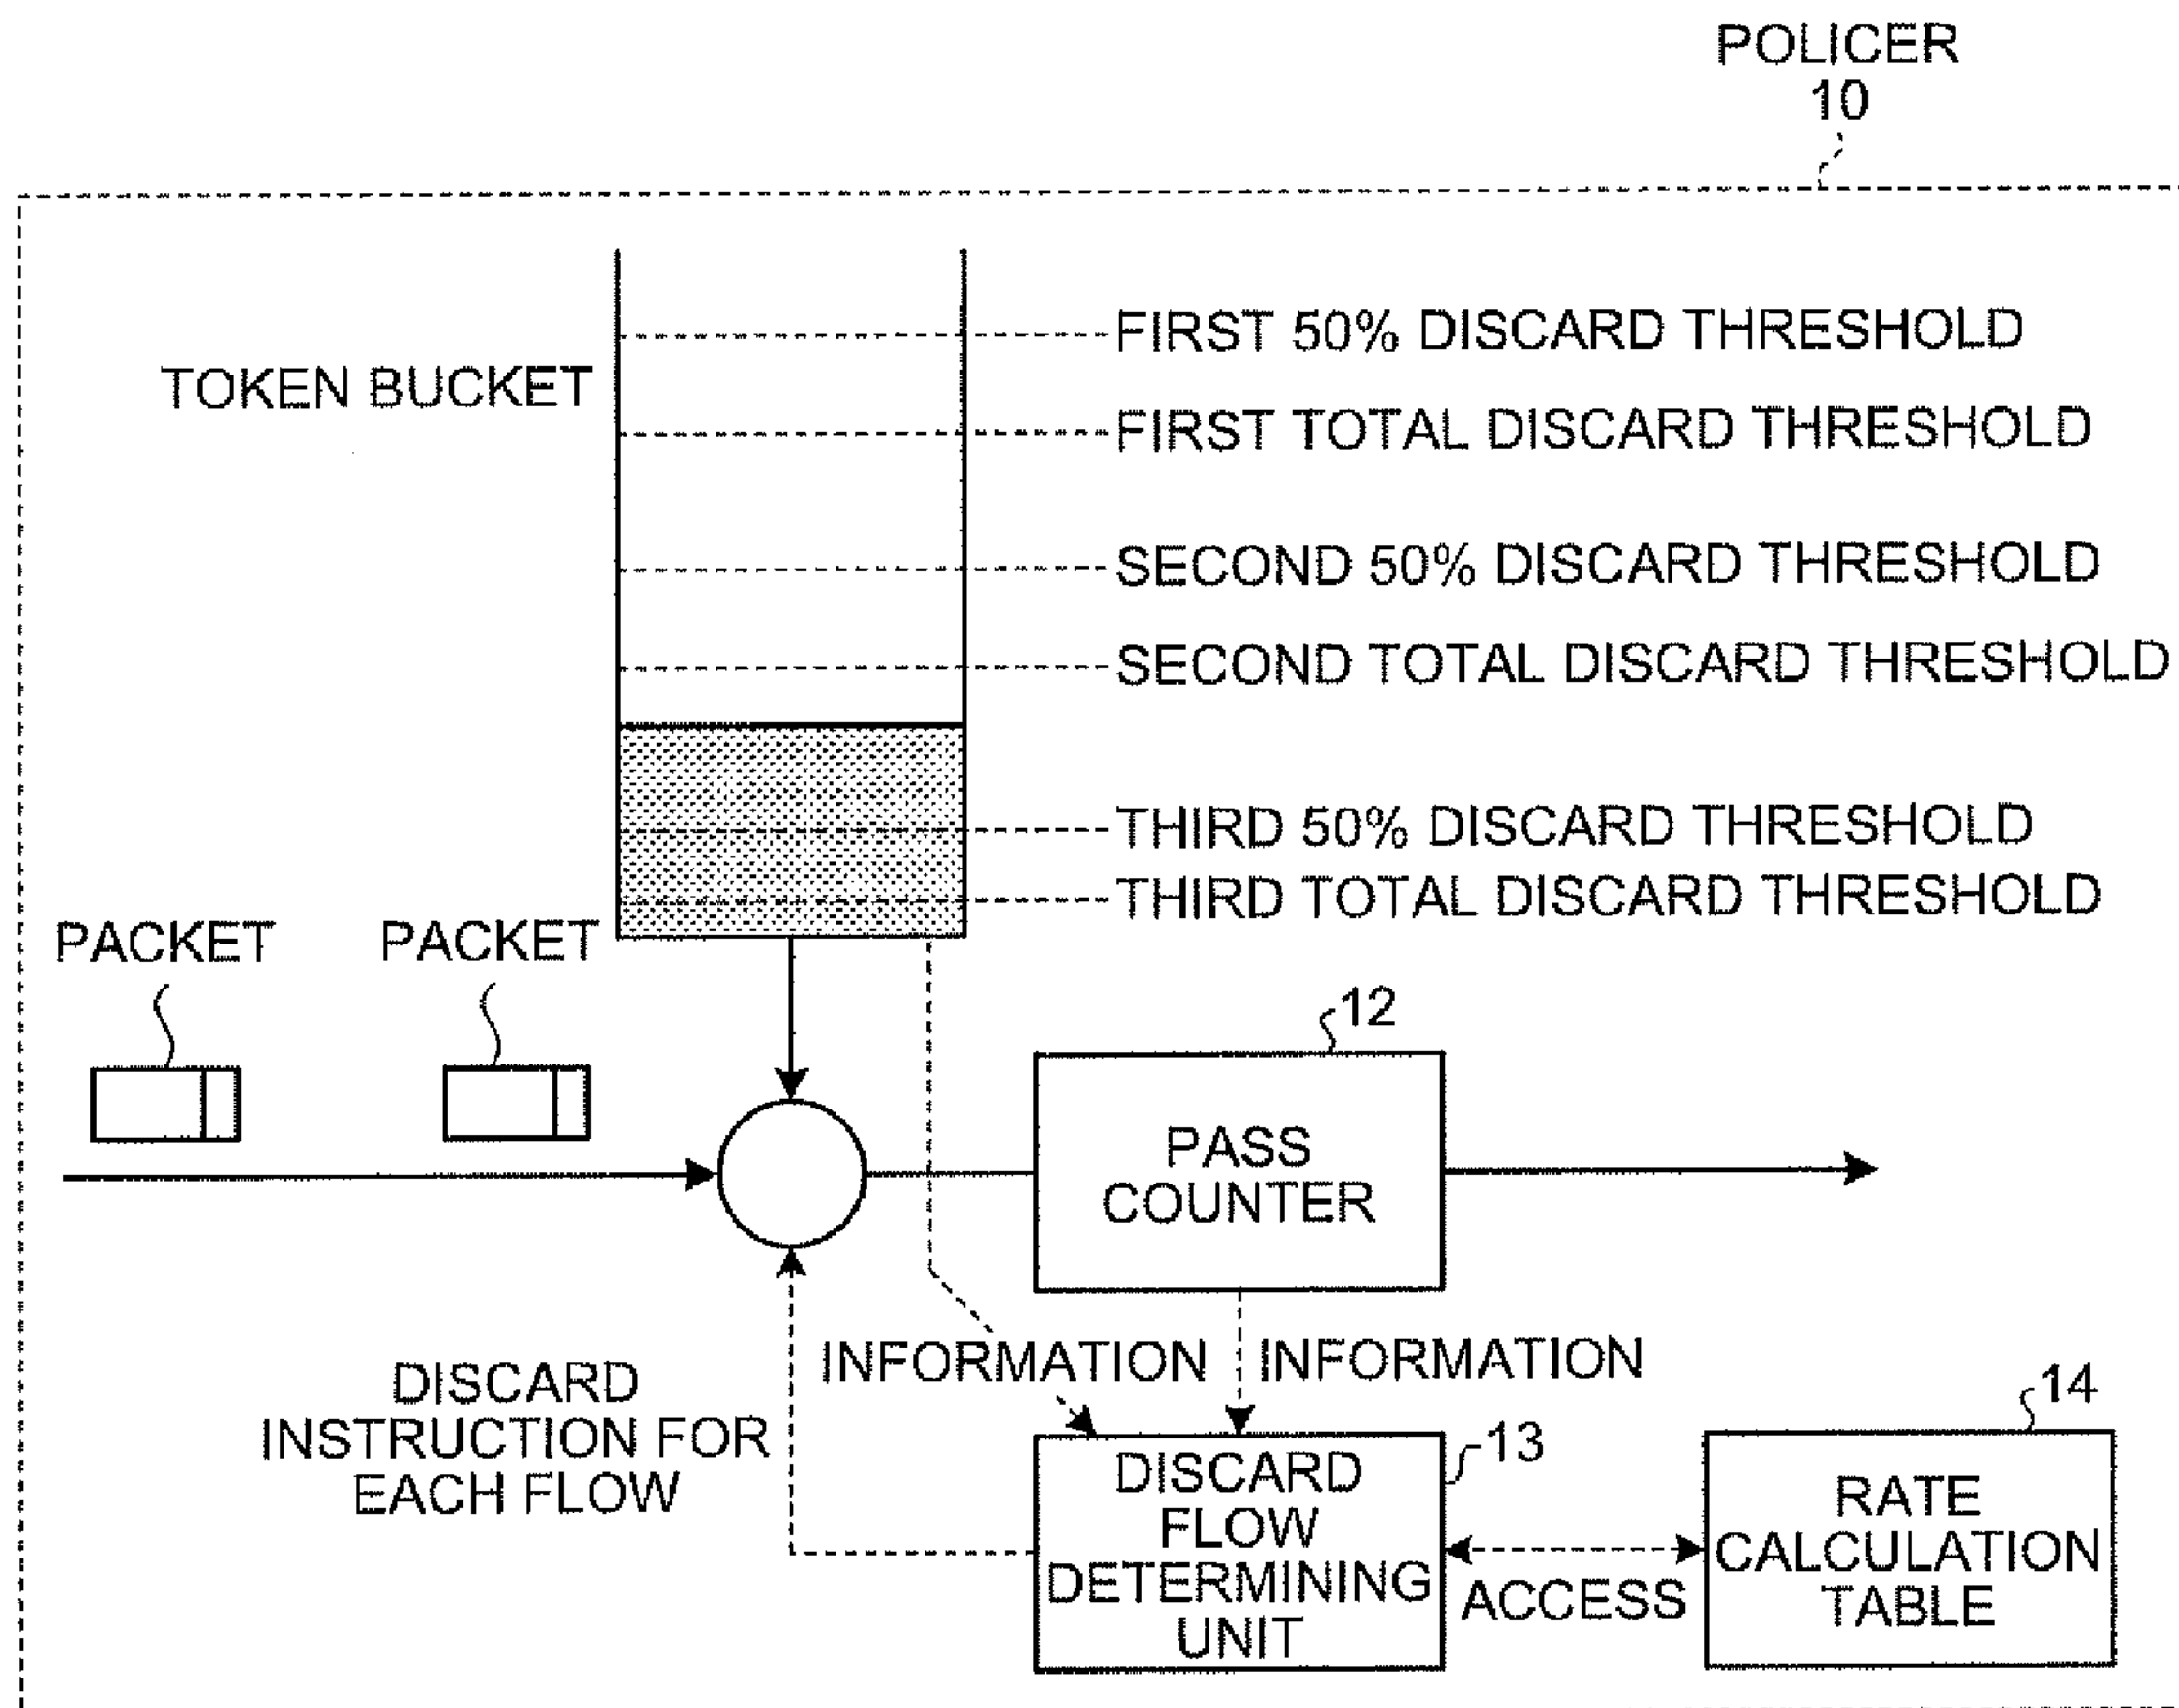 POLICER
10
TOKEN BUCKET
FIRST 50% DISCARD THRESHOLD
FIRST TOTAL DISCARD THRESHOLD
SECOND 50% DISCARD THRESHOLD
SECOND TOTAL DISCARD THRESHOLD
THIRD 50% DISCARD THRESHOLD
THIRD TOTAL DISCARD THRESHOLD
PACKET
PACKET
12
PASS
COUNTER
INFORMATION
INFORMATION
DISCARD
INSTRUCTION FOR
EACH FLOW
13
DISCARD
FLOW
DETERMINING
UNIT
ACCESS
14
RATE
CALCULATION
TABLE